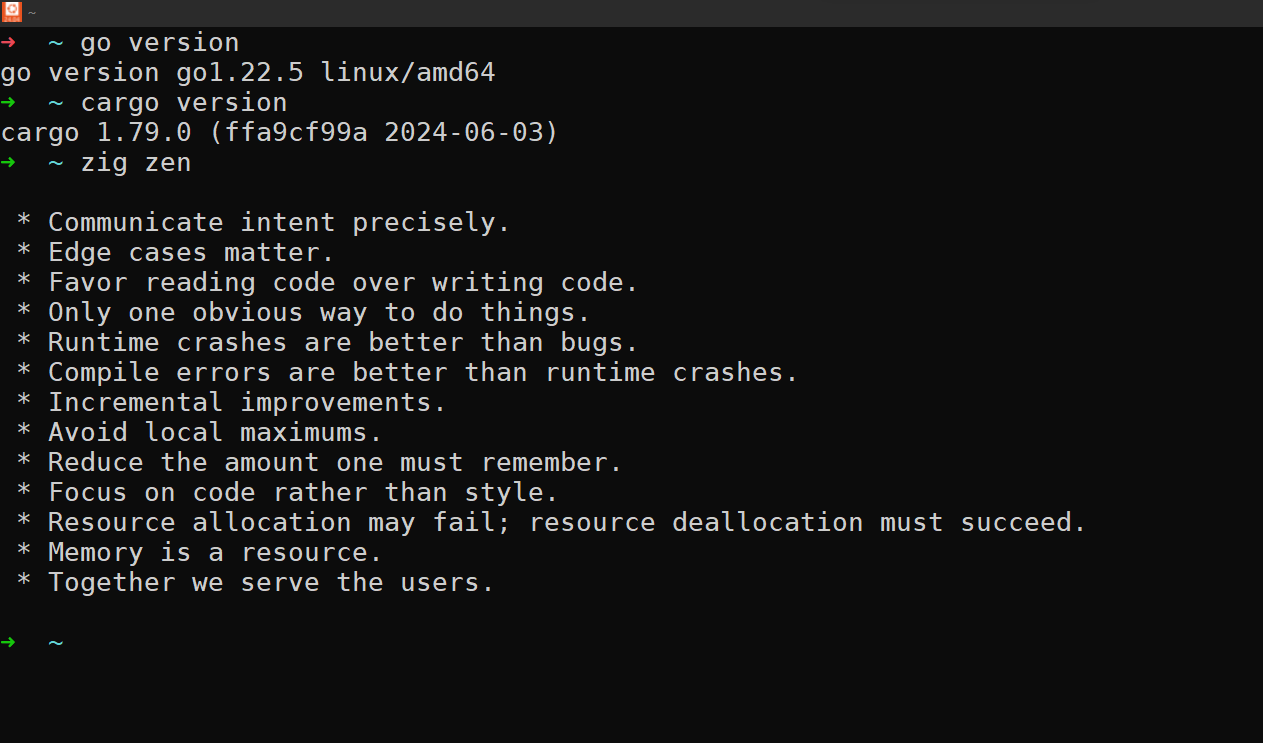 ~
➜  ~ go version
go version go1.22.5 linux/amd64
➜  ~ cargo version
cargo 1.79.0 (ffa9cf99a 2024-06-03)
➜  ~ zig zen
* Communicate intent precisely.
* Edge cases matter.
* Favor reading code over writing code.
* Only one obvious way to do things.
* Runtime crashes are better than bugs.
* Compile errors are better than runtime crashes.
* Incremental improvements.
* Avoid local maximums.
* Reduce the amount one must remember.
* Focus on code rather than style.
* Resource allocation may fail; resource deallocation must succeed.
* Memory is a resource.
* Together we serve the users.
➜  ~